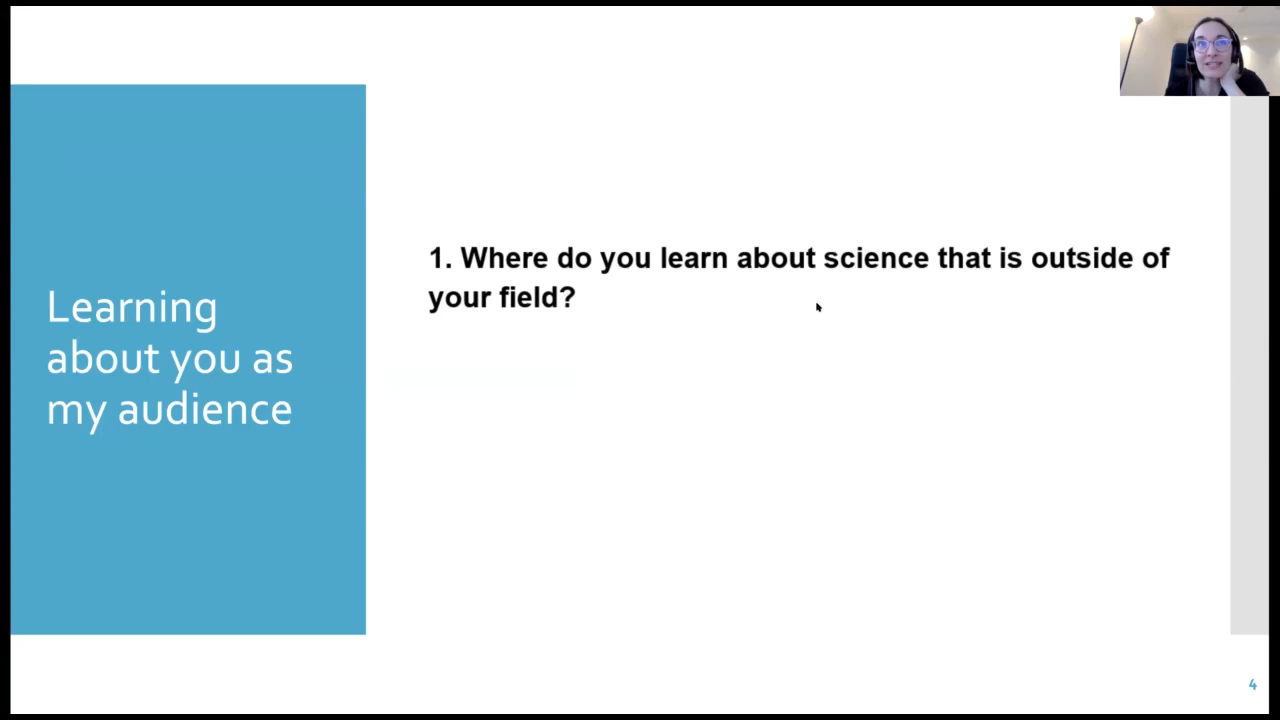 Learning
about you as
my audience
1. Where do you learn about science that is outside of
your field?
4